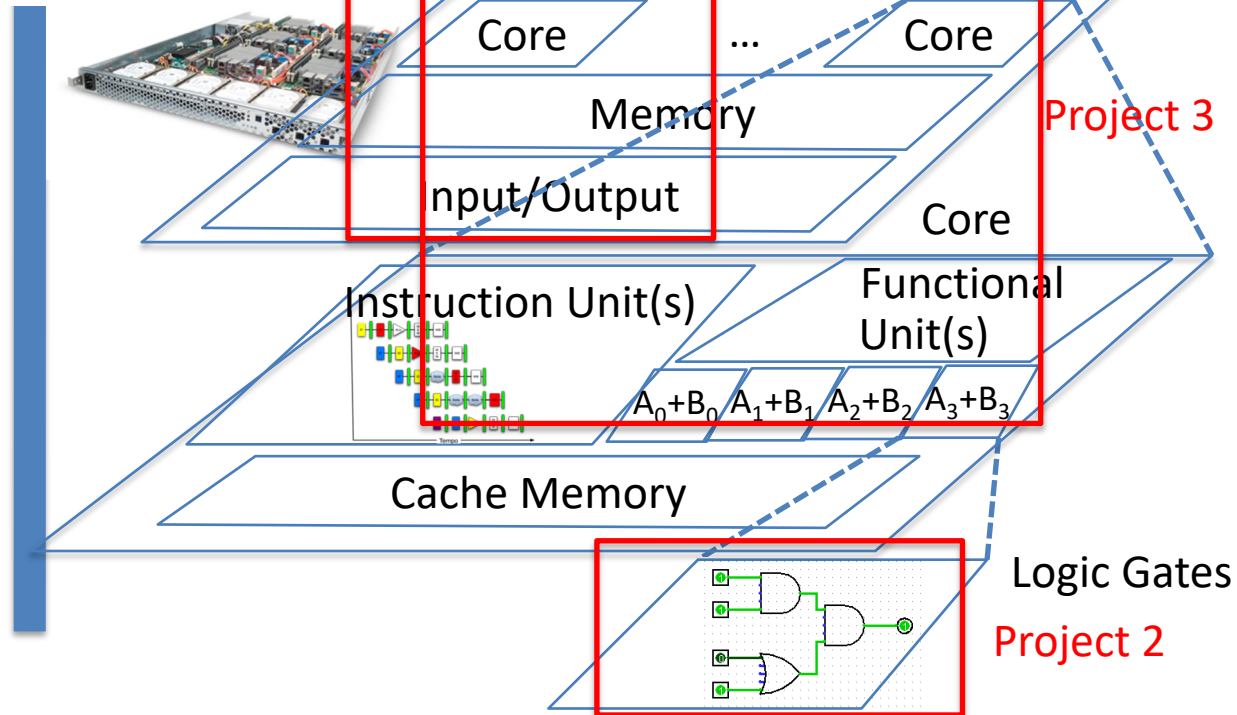 Core
...
Core
Memory
Project 3
Input/Output
Core
Instruction Unit(s)
Functional
Unit(s)
A₀+B₀ A₁+B₁ A₂+B₂ A₃+B₃
Tempo
Cache Memory
Logic Gates
Project 2